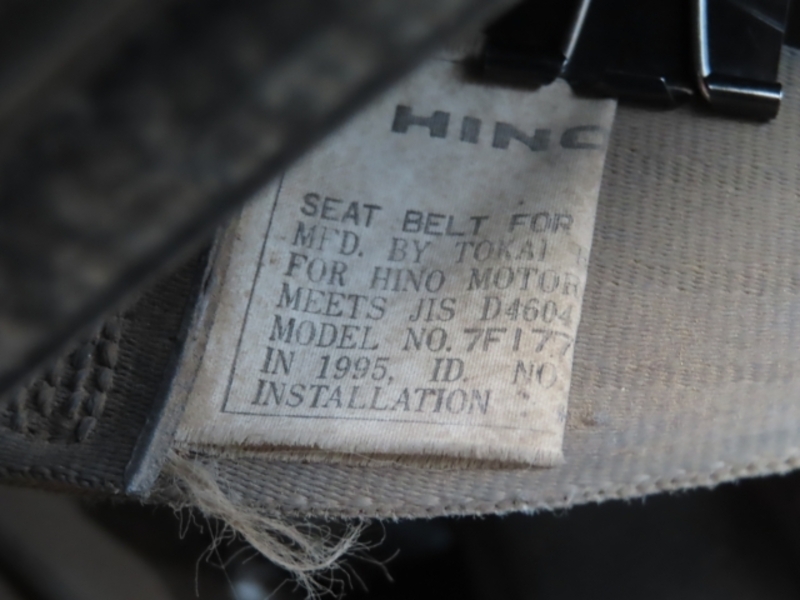 HINO
SEAT BELT FOR
MFD. BY TOKAI
FOR HINO MOTOR
MEETS JIS D4604
MODEL NO. 7F177
IN 1995, ID. NO.
INSTALLATION :